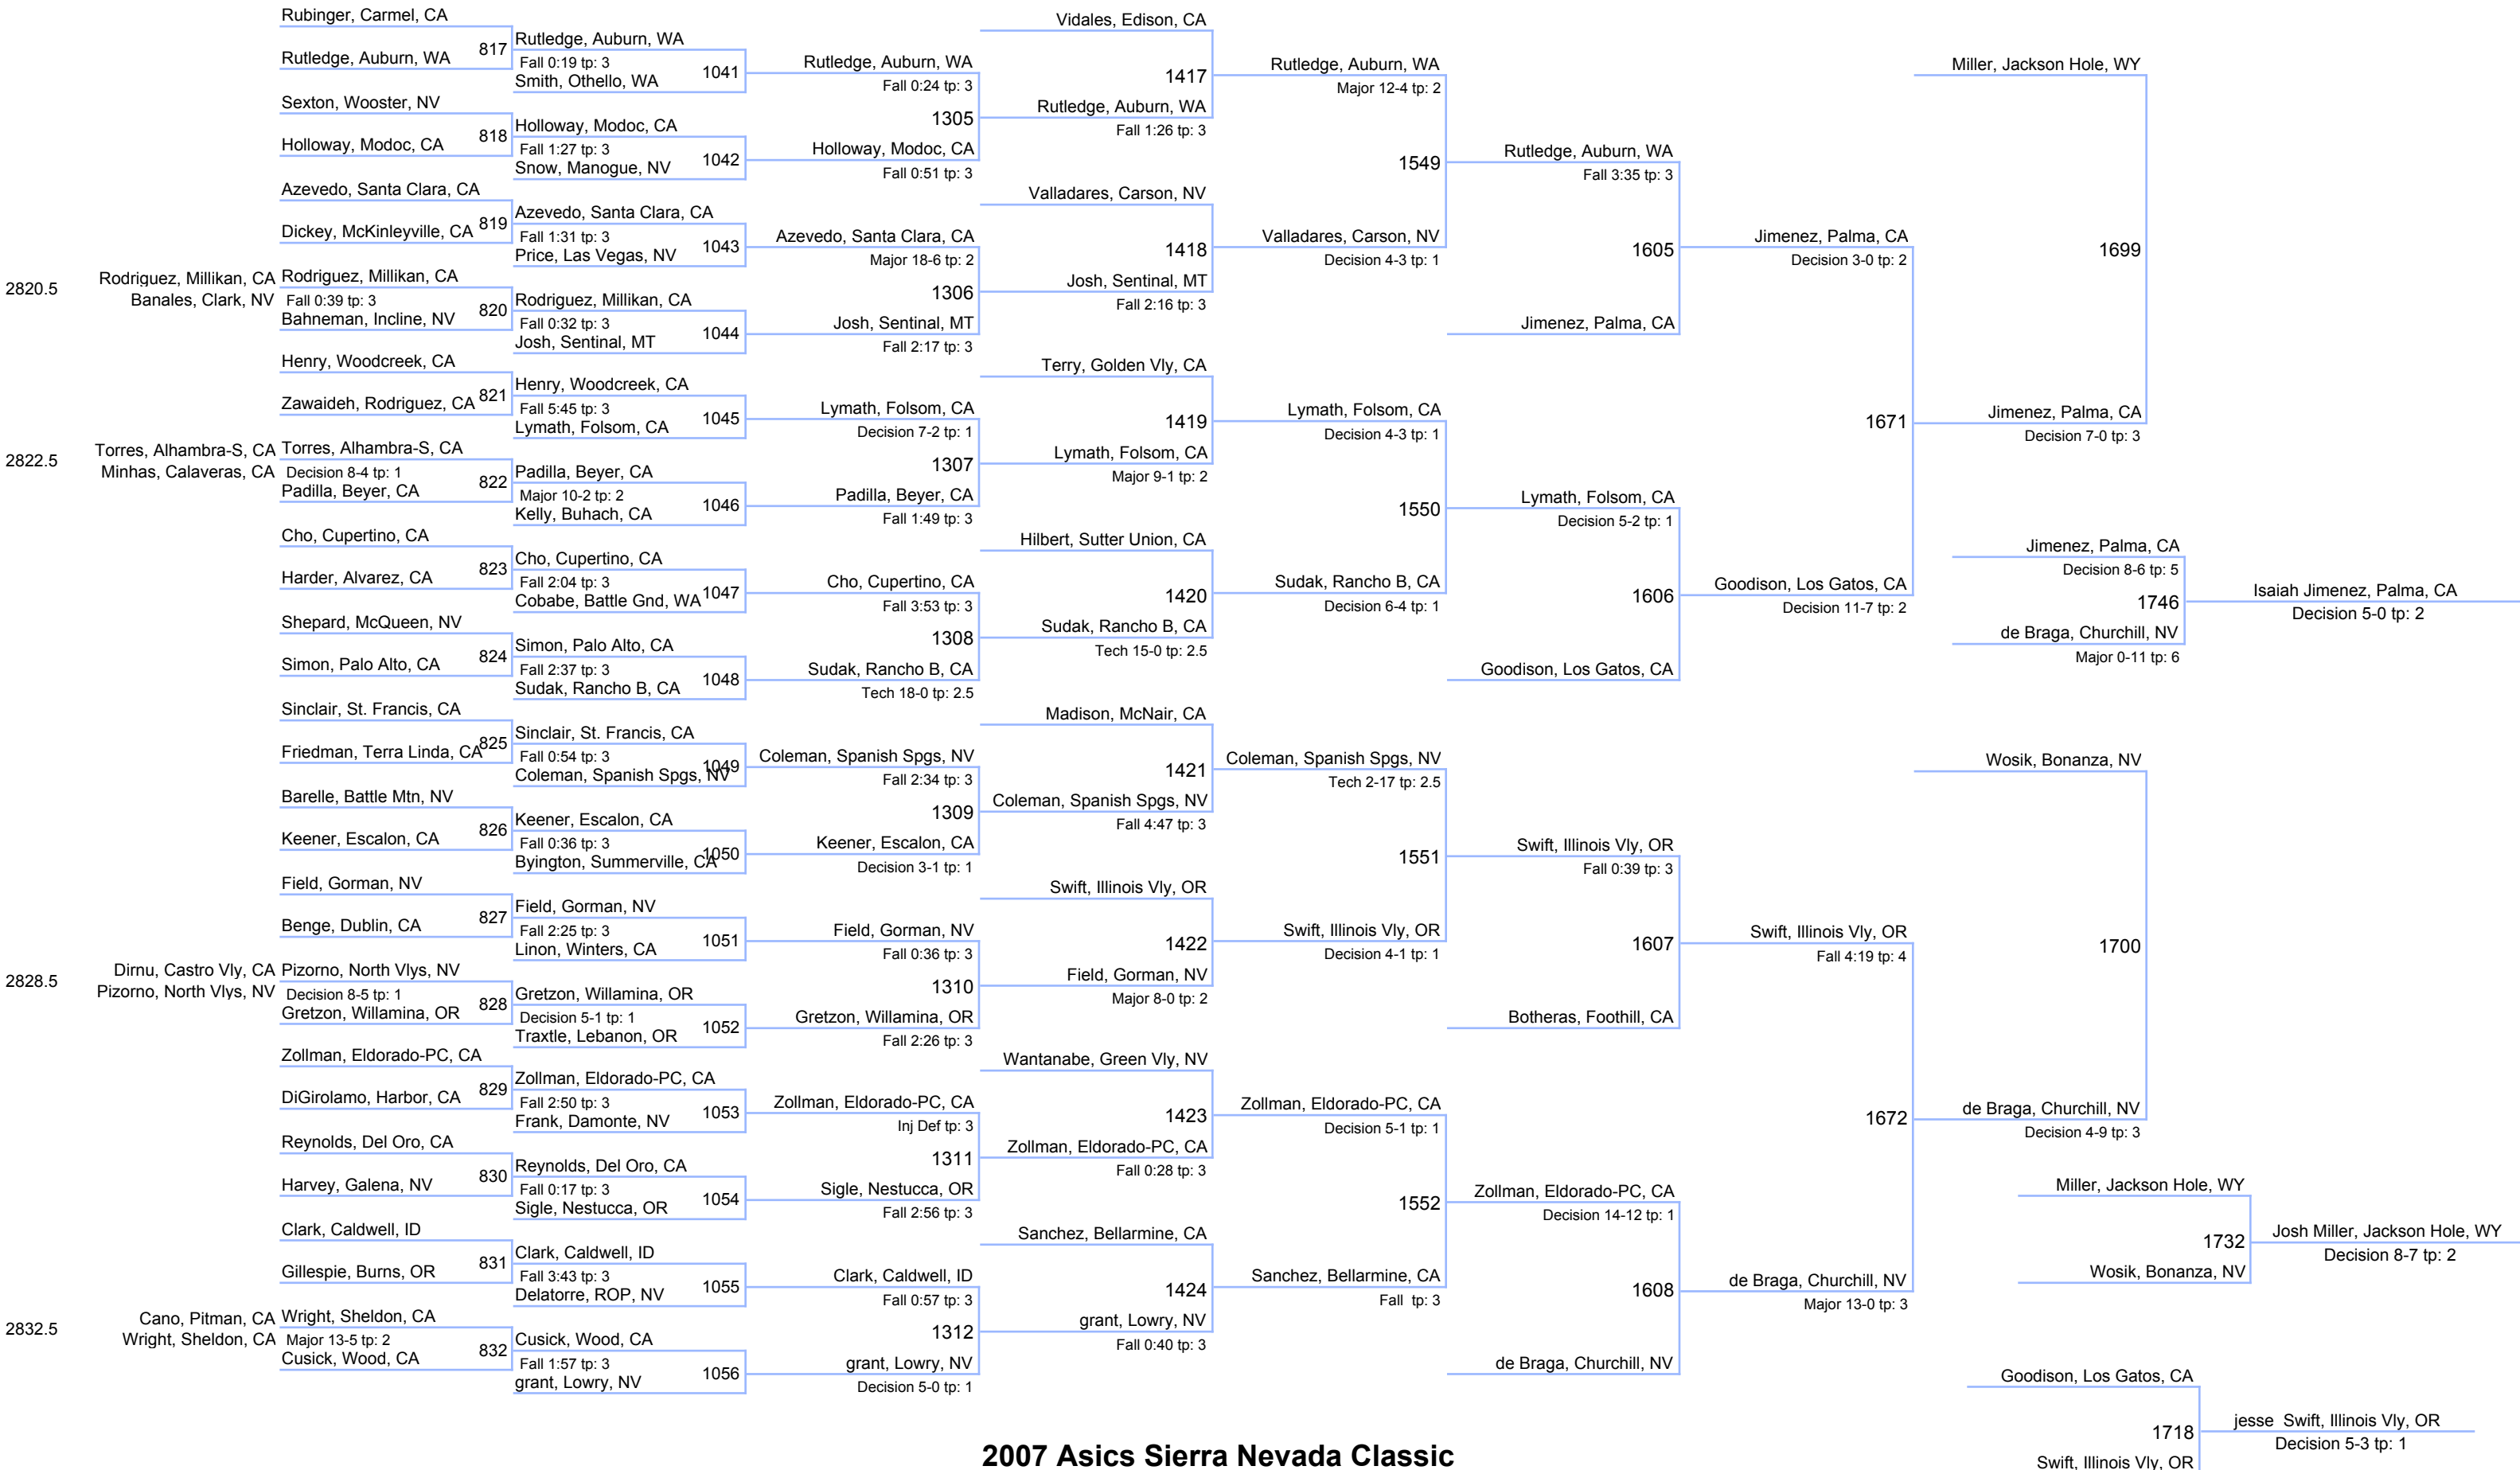 Rubinger, Carmel, CA
817
Rutledge, Auburn, WA
Sexton, Wooster, NV
818
Holloway, Modoc, CA
Azevedo, Santa Clara, CA
819
Dickey, McKinleyville, CA
2820.5
Rodriguez, Millikan, CA
Banales, Clark, NV
Rodriguez, Millikan, CA
Fall 0:39 tp: 3
820
Bahneman, Incline, NV
Henry, Woodcreek, CA
821
Zawaideh, Rodriguez, CA
2822.5
Torres, Alhambra-S, CA
Minhas, Calaveras, CA
Torres, Alhambra-S, CA
Decision 8-4 tp: 1
822
Padilla, Beyer, CA
Cho, Cupertino, CA
823
Harder, Alvarez, CA
Shepard, McQueen, NV
824
Simon, Palo Alto, CA
Sinclair, St. Francis, CA
825
Friedman, Terra Linda, CA
Barelle, Battle Mtn, NV
826
Keener, Escalon, CA
Field, Gorman, NV
827
Benge, Dublin, CA
2828.5
Dirnu, Castro Vly, CA
Pizorno, North Vlys, NV
Pizorno, North Vlys, NV
Decision 8-5 tp: 1
828
Gretzon, Willamina, OR
Zollman, Eldorado-PC, CA
829
DiGirolamo, Harbor, CA
Reynolds, Del Oro, CA
830
Harvey, Galena, NV
Clark, Caldwell, ID
831
Gillespie, Burns, OR
2832.5
Cano, Pitman, CA
Wright, Sheldon, CA
Wright, Sheldon, CA
Major 13-5 tp: 2
832
Cusick, Wood, CA
Rutledge, Auburn, WA
Fall 0:19 tp: 3
1041
Smith, Othello, WA
Holloway, Modoc, CA
Fall 1:27 tp: 3
1042
Snow, Manogue, NV
Azevedo, Santa Clara, CA
Fall 1:31 tp: 3
1043
Price, Las Vegas, NV
Rodriguez, Millikan, CA
Fall 0:32 tp: 3
1044
Josh, Sentinal, MT
Henry, Woodcreek, CA
Fall 5:45 tp: 3
1045
Lymath, Folsom, CA
Padilla, Beyer, CA
Major 10-2 tp: 2
1046
Kelly, Buhach, CA
Cho, Cupertino, CA
Fall 2:04 tp: 3
1047
Cobabe, Battle Gnd, WA
Simon, Palo Alto, CA
Fall 2:37 tp: 3
1048
Sudak, Rancho B, CA
Sinclair, St. Francis, CA
Fall 0:54 tp: 3
1049
Coleman, Spanish Spgs, NV
Keener, Escalon, CA
Fall 0:36 tp: 3
1050
Byington, Summerville, CA
Field, Gorman, NV
Fall 2:25 tp: 3
1051
Linon, Winters, CA
Gretzon, Willamina, OR
Decision 5-1 tp: 1
1052
Traxtle, Lebanon, OR
Zollman, Eldorado-PC, CA
Fall 2:50 tp: 3
1053
Frank, Damonte, NV
Reynolds, Del Oro, CA
Fall 0:17 tp: 3
1054
Sigle, Nestucca, OR
Clark, Caldwell, ID
Fall 3:43 tp: 3
1055
Delatorre, ROP, NV
Cusick, Wood, CA
Fall 1:57 tp: 3
1056
grant, Lowry, NV
Rutledge, Auburn, WA
Fall 0:24 tp: 3
1305
Holloway, Modoc, CA
Fall 0:51 tp: 3
Azevedo, Santa Clara, CA
Major 18-6 tp: 2
1306
Josh, Sentinal, MT
Fall 2:17 tp: 3
Lymath, Folsom, CA
Decision 7-2 tp: 1
1307
Padilla, Beyer, CA
Fall 1:49 tp: 3
Cho, Cupertino, CA
Fall 3:53 tp: 3
1308
Sudak, Rancho B, CA
Tech 18-0 tp: 2.5
Coleman, Spanish Spgs, NV
Fall 2:34 tp: 3
1309
Keener, Escalon, CA
Decision 3-1 tp: 1
Field, Gorman, NV
Fall 0:36 tp: 3
1310
Gretzon, Willamina, OR
Fall 2:26 tp: 3
Zollman, Eldorado-PC, CA
Inj Def tp: 3
1311
Sigle, Nestucca, OR
Fall 2:56 tp: 3
Clark, Caldwell, ID
Fall 0:57 tp: 3
1312
grant, Lowry, NV
Decision 5-0 tp: 1
Vidales, Edison, CA
1417
Rutledge, Auburn, WA
Fall 1:26 tp: 3
Valladares, Carson, NV
1418
Josh, Sentinal, MT
Fall 2:16 tp: 3
Terry, Golden Vly, CA
1419
Lymath, Folsom, CA
Major 9-1 tp: 2
Hilbert, Sutter Union, CA
1420
Sudak, Rancho B, CA
Tech 15-0 tp: 2.5
Madison, McNair, CA
1421
Coleman, Spanish Spgs, NV
Fall 4:47 tp: 3
Swift, Illinois Vly, OR
1422
Field, Gorman, NV
Major 8-0 tp: 2
Wantanabe, Green Vly, NV
1423
Zollman, Eldorado-PC, CA
Fall 0:28 tp: 3
Sanchez, Bellarmine, CA
1424
grant, Lowry, NV
Fall 0:40 tp: 3
Rutledge, Auburn, WA
Major 12-4 tp: 2
1549
Valladares, Carson, NV
Decision 4-3 tp: 1
Lymath, Folsom, CA
Decision 4-3 tp: 1
1550
Sudak, Rancho B, CA
Decision 6-4 tp: 1
Coleman, Spanish Spgs, NV
Tech 2-17 tp: 2.5
1551
Swift, Illinois Vly, OR
Decision 4-1 tp: 1
Zollman, Eldorado-PC, CA
Decision 5-1 tp: 1
1552
Sanchez, Bellarmine, CA
Fall tp: 3
Rutledge, Auburn, WA
Fall 3:35 tp: 3
1605
Jimenez, Palma, CA
Lymath, Folsom, CA
Decision 5-2 tp: 1
1606
Goodison, Los Gatos, CA
Swift, Illinois Vly, OR
Fall 0:39 tp: 3
1607
Botheras, Foothill, CA
Zollman, Eldorado-PC, CA
Decision 14-12 tp: 1
1608
de Braga, Churchill, NV
Jimenez, Palma, CA
Decision 3-0 tp: 2
1671
Goodison, Los Gatos, CA
Decision 11-7 tp: 2
Swift, Illinois Vly, OR
Fall 4:19 tp: 4
1672
de Braga, Churchill, NV
Major 13-0 tp: 3
Miller, Jackson Hole, WY
1699
Jimenez, Palma, CA
Decision 7-0 tp: 3
Wosik, Bonanza, NV
1700
de Braga, Churchill, NV
Decision 4-9 tp: 3
Jimenez, Palma, CA
Decision 8-6 tp: 5
1746
de Braga, Churchill, NV
Major 0-11 tp: 6
Isaiah Jimenez, Palma, CA
Decision 5-0 tp: 2
Miller, Jackson Hole, WY
1732
Wosik, Bonanza, NV
Josh Miller, Jackson Hole, WY
Decision 8-7 tp: 2
Goodison, Los Gatos, CA
1718
Swift, Illinois Vly, OR
jesse Swift, Illinois Vly, OR
Decision 5-3 tp: 1
2007 Asics Sierra Nevada Classic